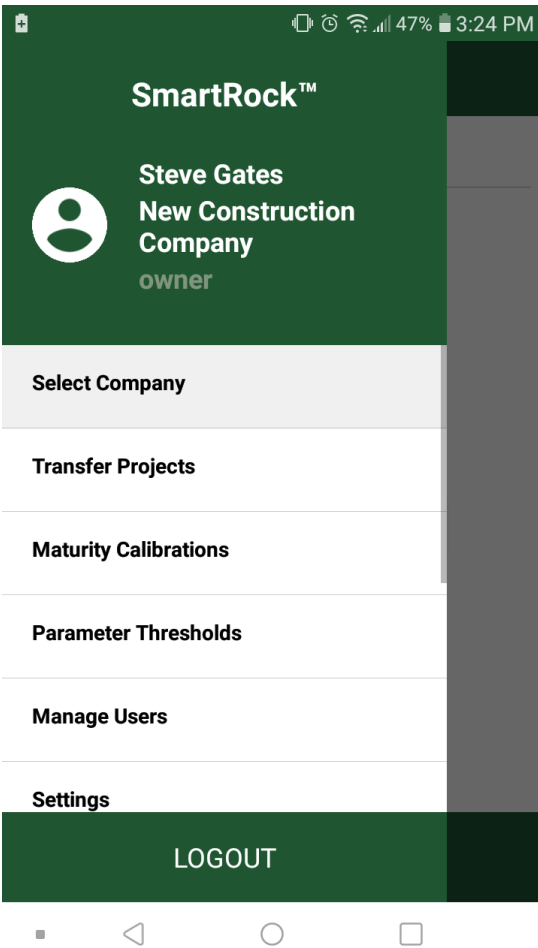 47% 3:24 PM
SmartRock™
Steve Gates
New Construction
Company
owner
Select Company
Transfer Projects
Maturity Calibrations
Parameter Thresholds
Manage Users
Settings
LOGOUT